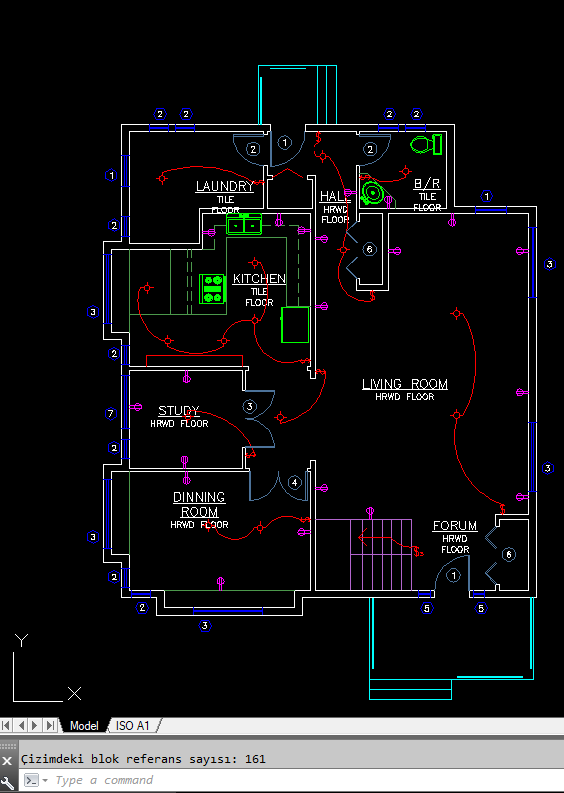 2 2 2 2
1
2 2
1
LAUNDRY
TILE
FLOOR
B/R
TILE
FLOOR
HAL
HRWD
FLOOR
1
2
6
3
KITCHEN
TILE
FLOOR
3
2
LIVING ROOM
HRWD FLOOR
3
STUDY
HRWD FLOOR
7
2
3
4
DINNING
ROOM
HRWD FLOOR
3
FORUM
HRWD
FLOOR
6
1
2
2
5 5
3
Y
X
Model ISO A1
Çizimdeki blok referans sayısı: 161
Type a command